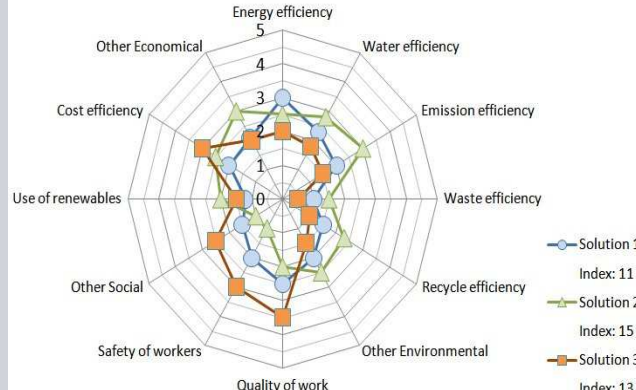 Energy efficiency
5
Other Economical
Water efficiency
4
3
Cost efficiency
Emission efficiency
2
1
Use of renewables
0
Waste efficiency
Solution 1
Index: 11
Other Social
Recycle efficiency
Solution 2
Index: 15
Safety of workers
Other Environmental
Solution 3
Quality of work
Index: 13